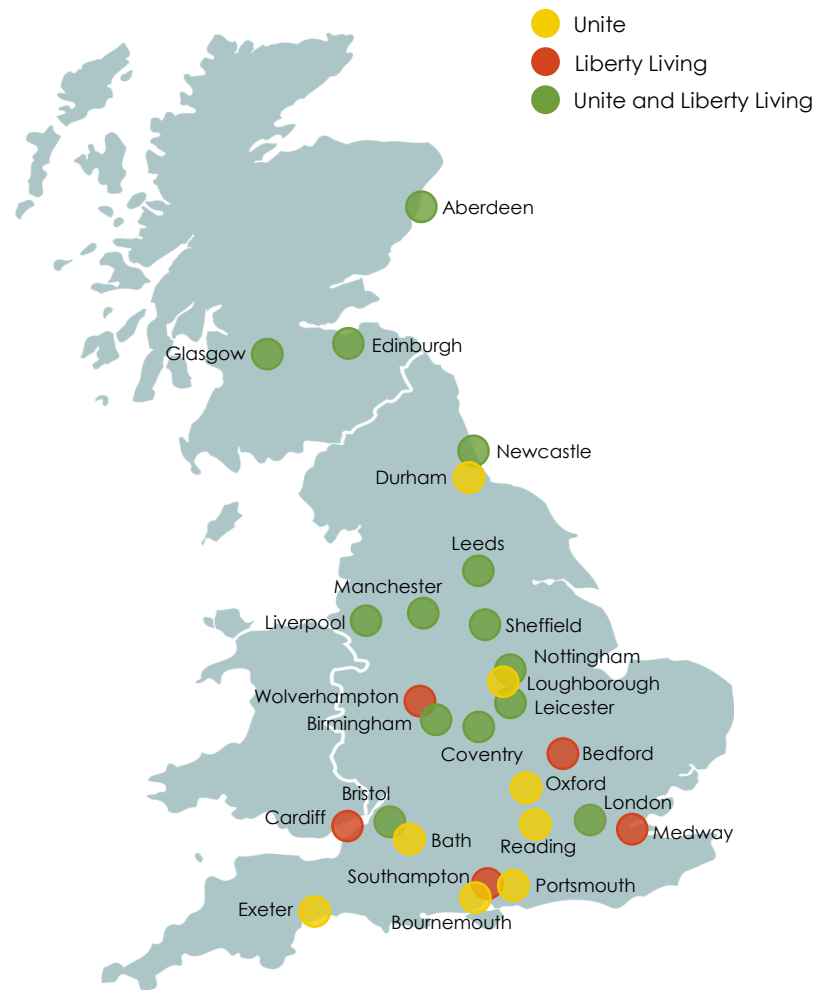 Unite
Liberty Living
Unite and Liberty Living
Aberdeen
Glasgow
Edinburgh
Newcastle
Durham
Leeds
Manchester
Liverpool
Sheffield
Nottingham
Loughborough
Wolverhampton
Leicester
Birmingham
Coventry
Bedford
Oxford
Bristol
London
Cardiff
Medway
Bath
Reading
Southampton
Portsmouth
Exeter
Bournemouth